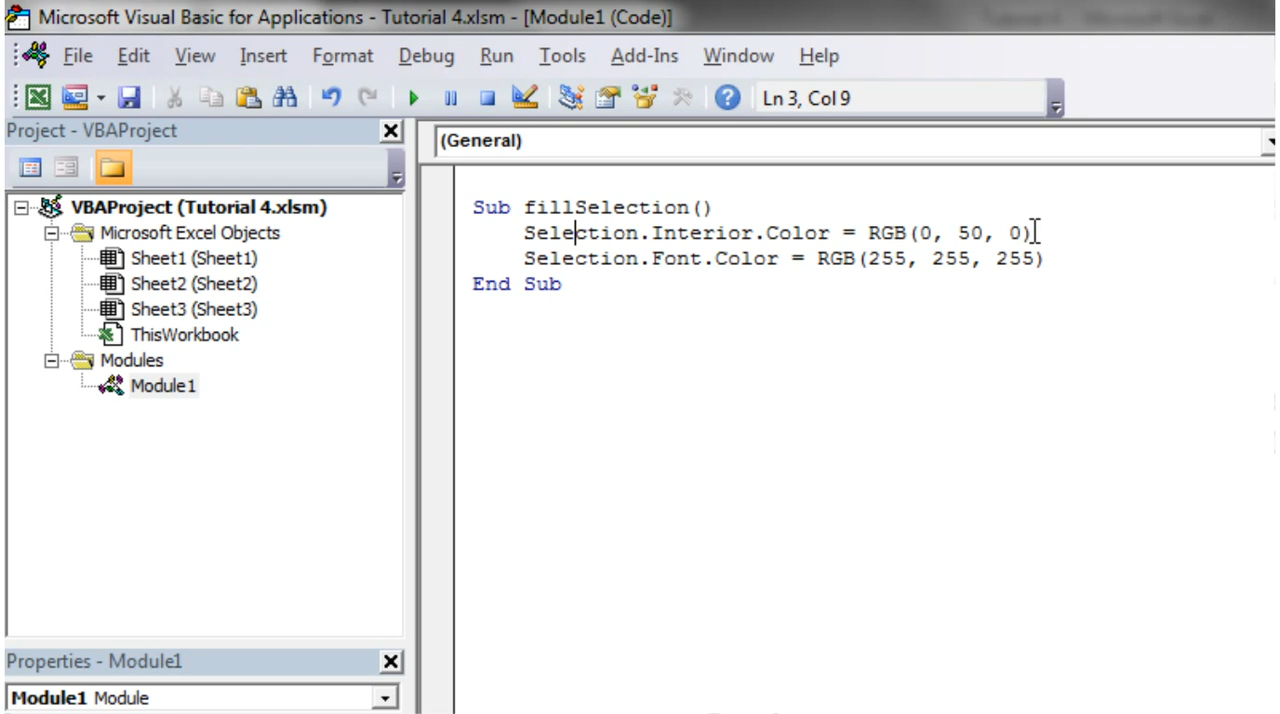 Microsoft Visual Basic for Applications - Tutorial 4.xlsm - [Module1 (Code)]
File Edit View Insert Format Debug Run Tools Add-Ins Window Help
Ln 3, Col 9
Project - VBAProject
(General)
VBAProject (Tutorial 4.xlsm)
Microsoft Excel Objects
Sheet1 (Sheet1)
Sheet2 (Sheet2)
Sheet3 (Sheet3)
ThisWorkbook
Modules
Module1
Sub fillSelection()
Selection.Interior.Color = RGB(0, 50, 0)
Selection.Font.Color = RGB(255, 255, 255)
End Sub
Properties - Module1
Module1 Module